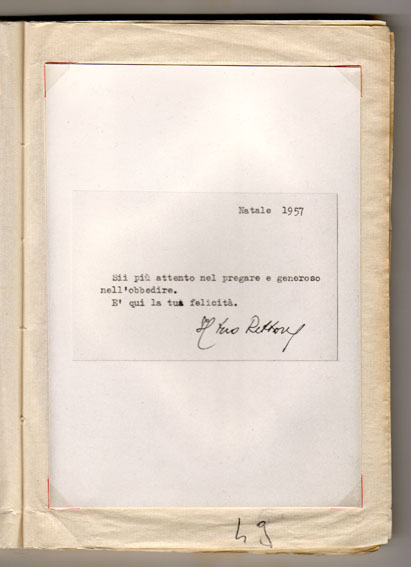 Natale 1957
Sii più attento nel pregare e generoso
nell'obbedire.
E' qui la tua felicità.
Il tuo Rettore
49